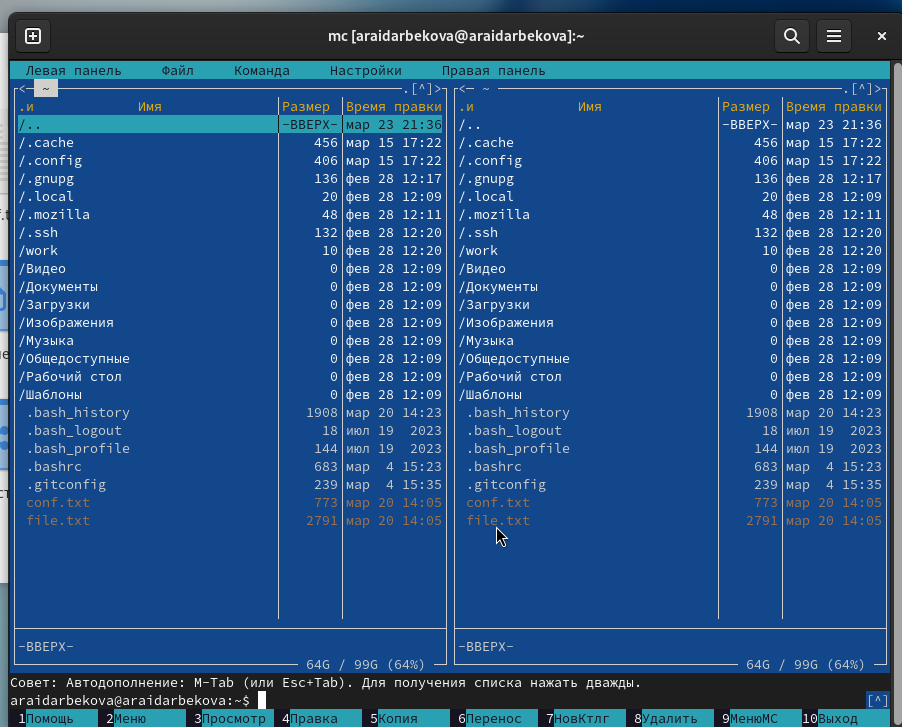 mc [araidarbekova@araidarbekova]:~
Левая панель Файл Команда Настройки Правая панель
<─ ~ ─.[^]>┐ <─ ~ ─.[^]>┐
.и Имя Размер Время правки .и Имя Размер Время правки
/.. -ВВЕРХ- мар 23 21:36 /.. -ВВЕРХ- мар 23 21:36
/.cache 456 мар 15 17:22 /.cache 456 мар 15 17:22
/.config 406 мар 15 17:22 /.config 406 мар 15 17:22
/.gnupg 136 фев 28 12:17 /.gnupg 136 фев 28 12:17
/.local 20 фев 28 12:09 /.local 20 фев 28 12:09
/.mozilla 48 фев 28 12:11 /.mozilla 48 фев 28 12:11
/.ssh 132 фев 28 12:20 /.ssh 132 фев 28 12:20
/work 10 фев 28 12:20 /work 10 фев 28 12:20
/Видео 0 фев 28 12:09 /Видео 0 фев 28 12:09
/Документы 0 фев 28 12:09 /Документы 0 фев 28 12:09
/Загрузки 0 фев 28 12:09 /Загрузки 0 фев 28 12:09
/Изображения 0 фев 28 12:09 /Изображения 0 фев 28 12:09
/Музыка 0 фев 28 12:09 /Музыка 0 фев 28 12:09
/Общедоступные 0 фев 28 12:09 /Общедоступные 0 фев 28 12:09
/Рабочий стол 0 фев 28 12:09 /Рабочий стол 0 фев 28 12:09
/Шаблоны 0 фев 28 12:09 /Шаблоны 0 фев 28 12:09
.bash_history 1908 мар 20 14:23 .bash_history 1908 мар 20 14:23
.bash_logout 18 июл 19 2023 .bash_logout 18 июл 19 2023
.bash_profile 144 июл 19 2023 .bash_profile 144 июл 19 2023
.bashrc 683 мар 4 15:23 .bashrc 683 мар 4 15:23
.gitconfig 239 мар 4 15:35 .gitconfig 239 мар 4 15:35
conf.txt 773 мар 20 14:05 conf.txt 773 мар 20 14:05
file.txt 2791 мар 20 14:05 file.txt 2791 мар 20 14:05
-ВВЕРХ- -ВВЕРХ-
64G / 99G (64%) 64G / 99G (64%)
Совет: Автодополнение: M-Tab (или Esc+Tab). Для получения списка нажать дважды.
araidarbekova@araidarbekova:~$ [^]
1Помощь 2Меню 3Просмотр 4Правка 5Копия 6Перенос 7НовКтлг 8Удалить 9МенюМС 10Выход